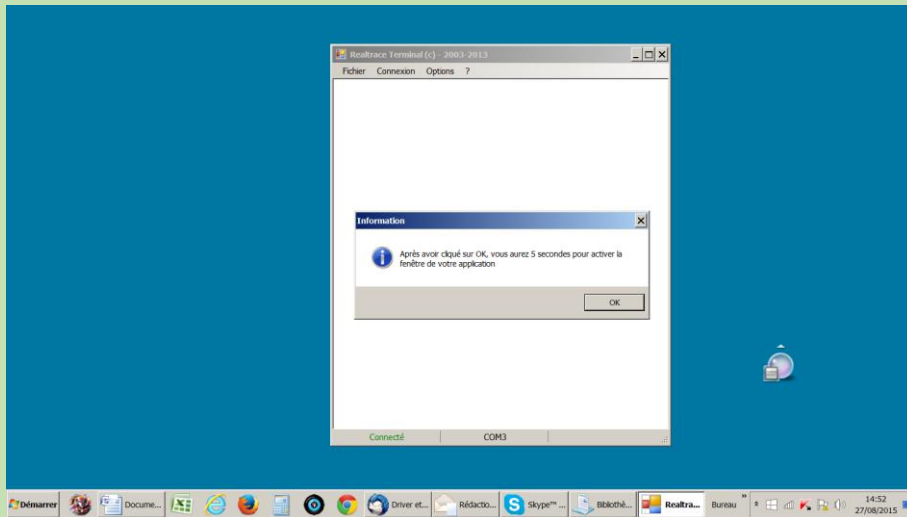 Realtrace Terminal (c) - 2003-2013
Fichier Connexion Options ?
Information
Après avoir cliqué sur OK, vous aurez 5 secondes pour activer la
fenêtre de votre application
OK
Connecté COM3
Démarrer Docume... Driver et... Rédactio... Skype™ ... Bibliothè... Realtra... Bureau » 14:52
27/08/2015